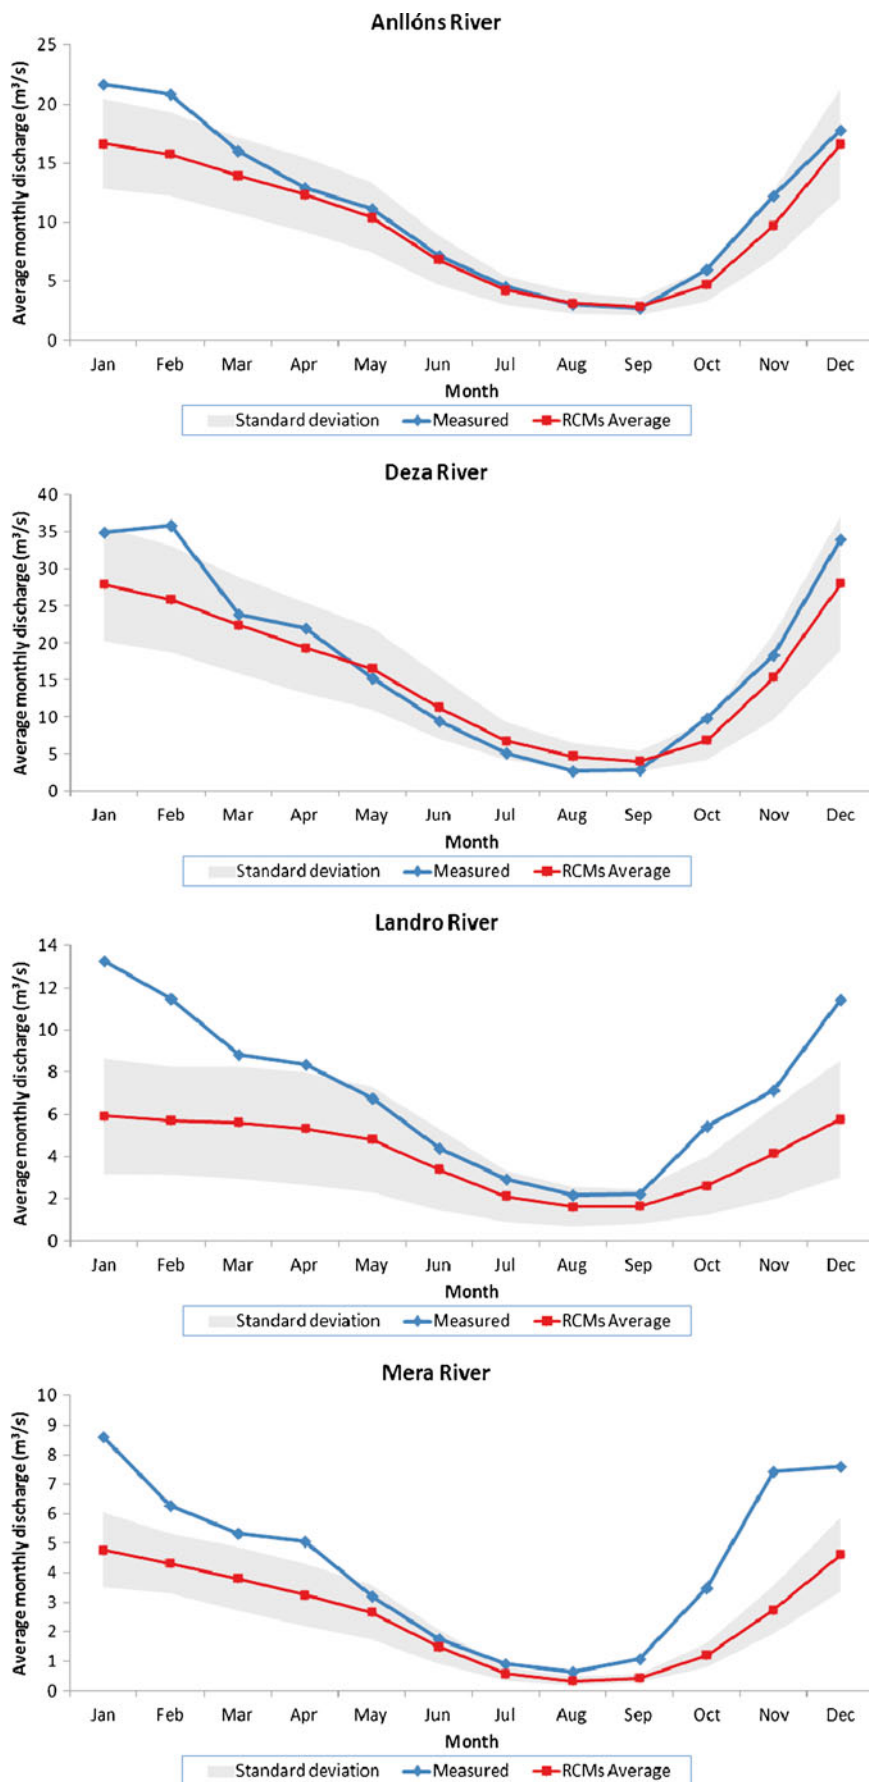 Anllóns River
Average monthly discharge (m³/s)
25
20
15
10
5
0
Jan Feb Mar Apr May Jun Jul Aug Sep Oct Nov Dec
Month
Standard deviation Measured RCMs Average
Deza River
Average monthly discharge (m³/s)
40
35
30
25
20
15
10
5
0
Jan Feb Mar Apr May Jun Jul Aug Sep Oct Nov Dec
Month
Standard deviation Measured RCMs Average
Landro River
Average monthly discharge (m³/s)
14
12
10
8
6
4
2
0
Jan Feb Mar Apr May Jun Jul Aug Sep Oct Nov Dec
Month
Standard deviation Measured RCMs Average
Mera River
Average monthly discharge (m³/s)
10
9
8
7
6
5
4
3
2
1
0
Jan Feb Mar Apr May Jun Jul Aug Sep Oct Nov Dec
Month
Standard deviation Measured RCMs Average